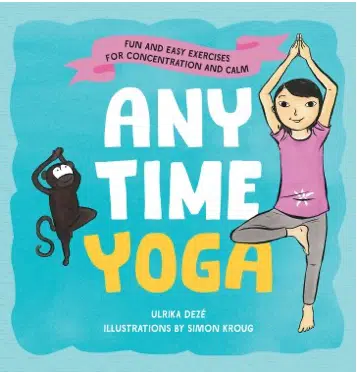 FUN AND EASY EXERCISES
FOR CONCENTRATION AND CALM
ANY
TIME
YOGA
ULRIKA DEZÉ
ILLUSTRATIONS BY SIMON KROUG